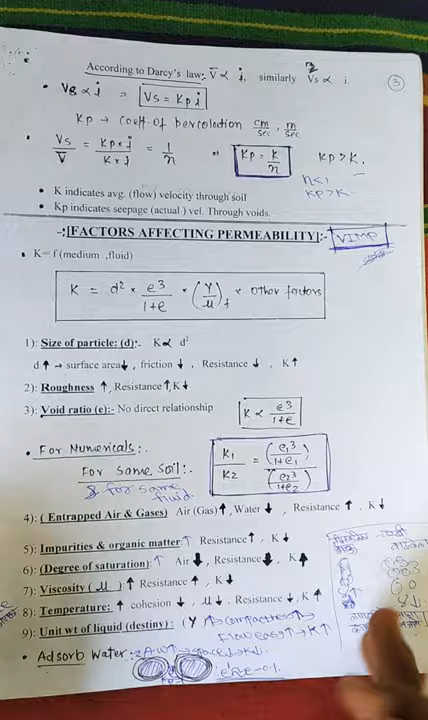 According to Darcy's law:- V̄ ∝ i, similarly Vs ∝ i.
3
• Vs ∝ i = Vs = Kp i
Kp → Coeff. of percolation cm/sec, m/sec
• Vs/V̄ = Kp × i / K × i = 1/n ⇒ Kp = K/n Kp > K.
n < 1
Kp > K
• K indicates avg. (flow) velocity through soil
• Kp indicates seepage (actual) vel. Through voids.
-:[FACTORS AFFECTING PERMEABILITY]:- VIMP
• K= f (medium ,fluid)
K = d² × e³/1+e × (γ/μ)f × other factors
1): Size of particle: (d):- K ∝ d²
d ↑ → surface area↓ , friction ↓ , Resistance ↓ , K↑
2): Roughness ↑, Resistance↑,K↓
3): Void ratio (e):- No direct relationship K ∝ e³/1+e
• For Numericals:-
For same soil:-
& for same fluid.
K1/K2 = (e1³/1+e1)/(e2³/1+e2)
4): ( Entrapped Air & Gases) Air (Gas)↑, Water ↓ , Resistance ↑ , K ↓
5): Impurities & organic matter:↑ Resistance↑ , K↓
6): (Degree of saturation):↑ Air ↓, Resistance↓, K↑
7): Viscosity ( μ ):↑ Resistance ↑ , K↓
8): Temperature: ↑ cohesion ↓ , μ↓ , Resistance↓, K ↑
9): Unit wt of liquid (destiny) : (γ)
Flow easy↑→K↑
• Adsorb Water:-